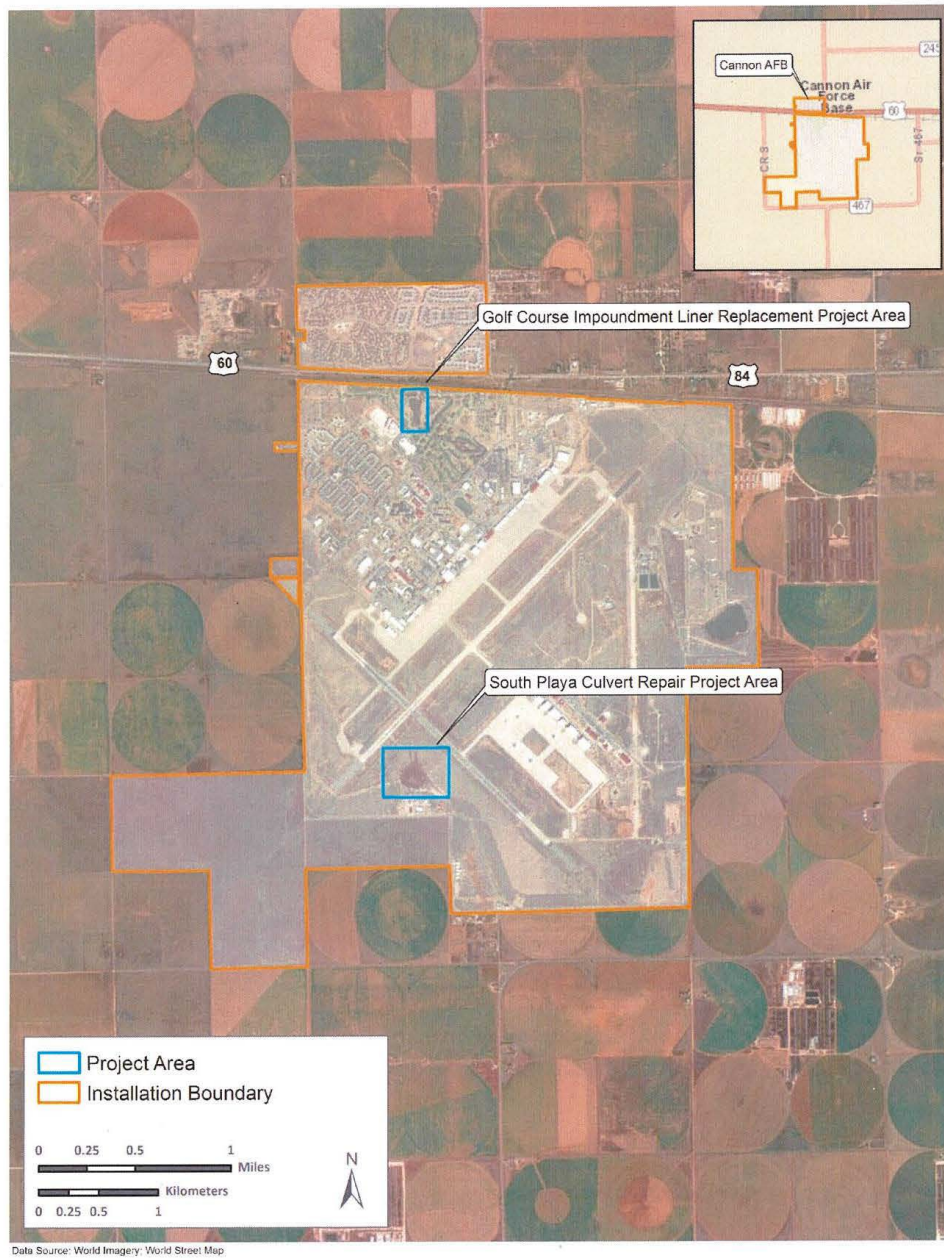 245
Cannon AFB
Cannon Air
Force
Base
60
CR S
Sr 467
467
Golf Course Impoundment Liner Replacement Project Area
60
84
South Playa Culvert Repair Project Area
Project Area
Installation Boundary
0 0.25 0.5 1
Miles
Kilometers
0 0.25 0.5 1
N
Data Source: World Imagery; World Street Map